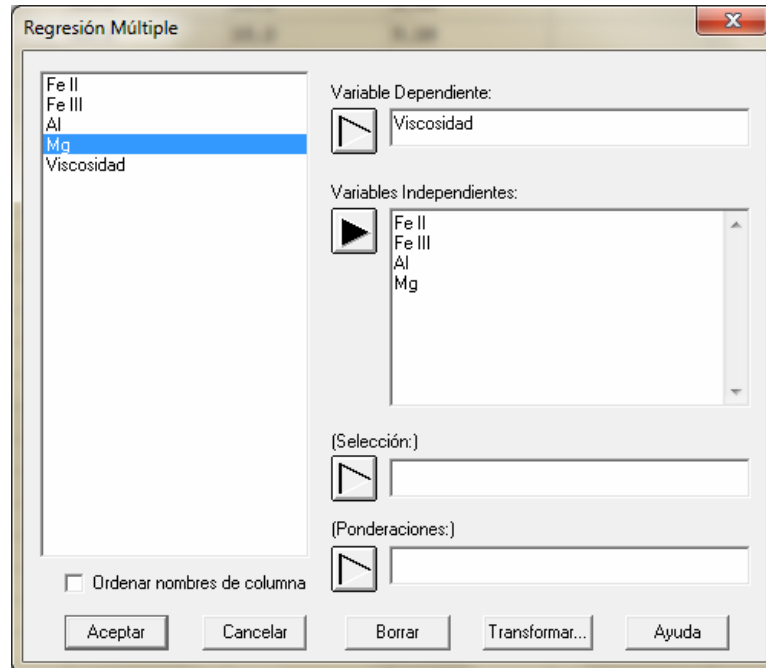 Regresión Múltiple
Fe II
Fe III
Al
Mg
Viscosidad
Variable Dependiente:
Viscosidad
Variables Independientes:
Fe II
Fe III
Al
Mg
(Selección:)
(Ponderaciones:)
Ordenar nombres de columna
Aceptar
Cancelar
Borrar
Transformar...
Ayuda